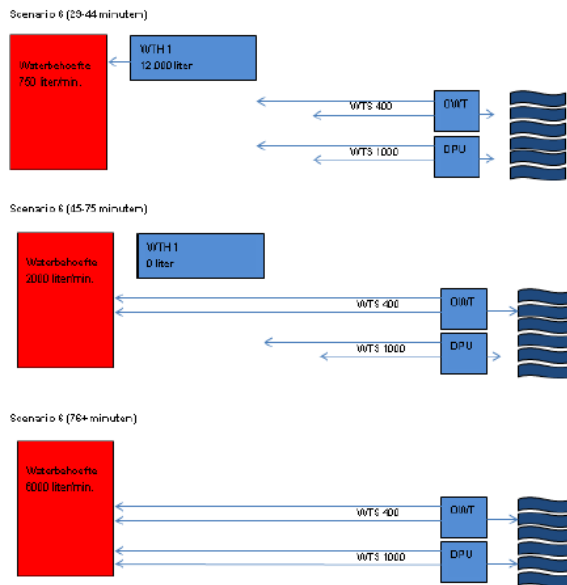 Scenario 6 (29-44 minuten)
Waterbehoefte
750 liter/min.
WTH 1
12.000 liter
WTS 400
OWT
WTS 1000
DPU
Scenario 6 (45-75 minuten)
Waterbehoefte
2000 liter/min.
WTH 1
0 liter
WTS 400
OWT
WTS 1000
DPU
Scenario 6 (76+ minuten)
Waterbehoefte
6000 liter/min.
WTS 400
OWT
WTS 1000
DPU